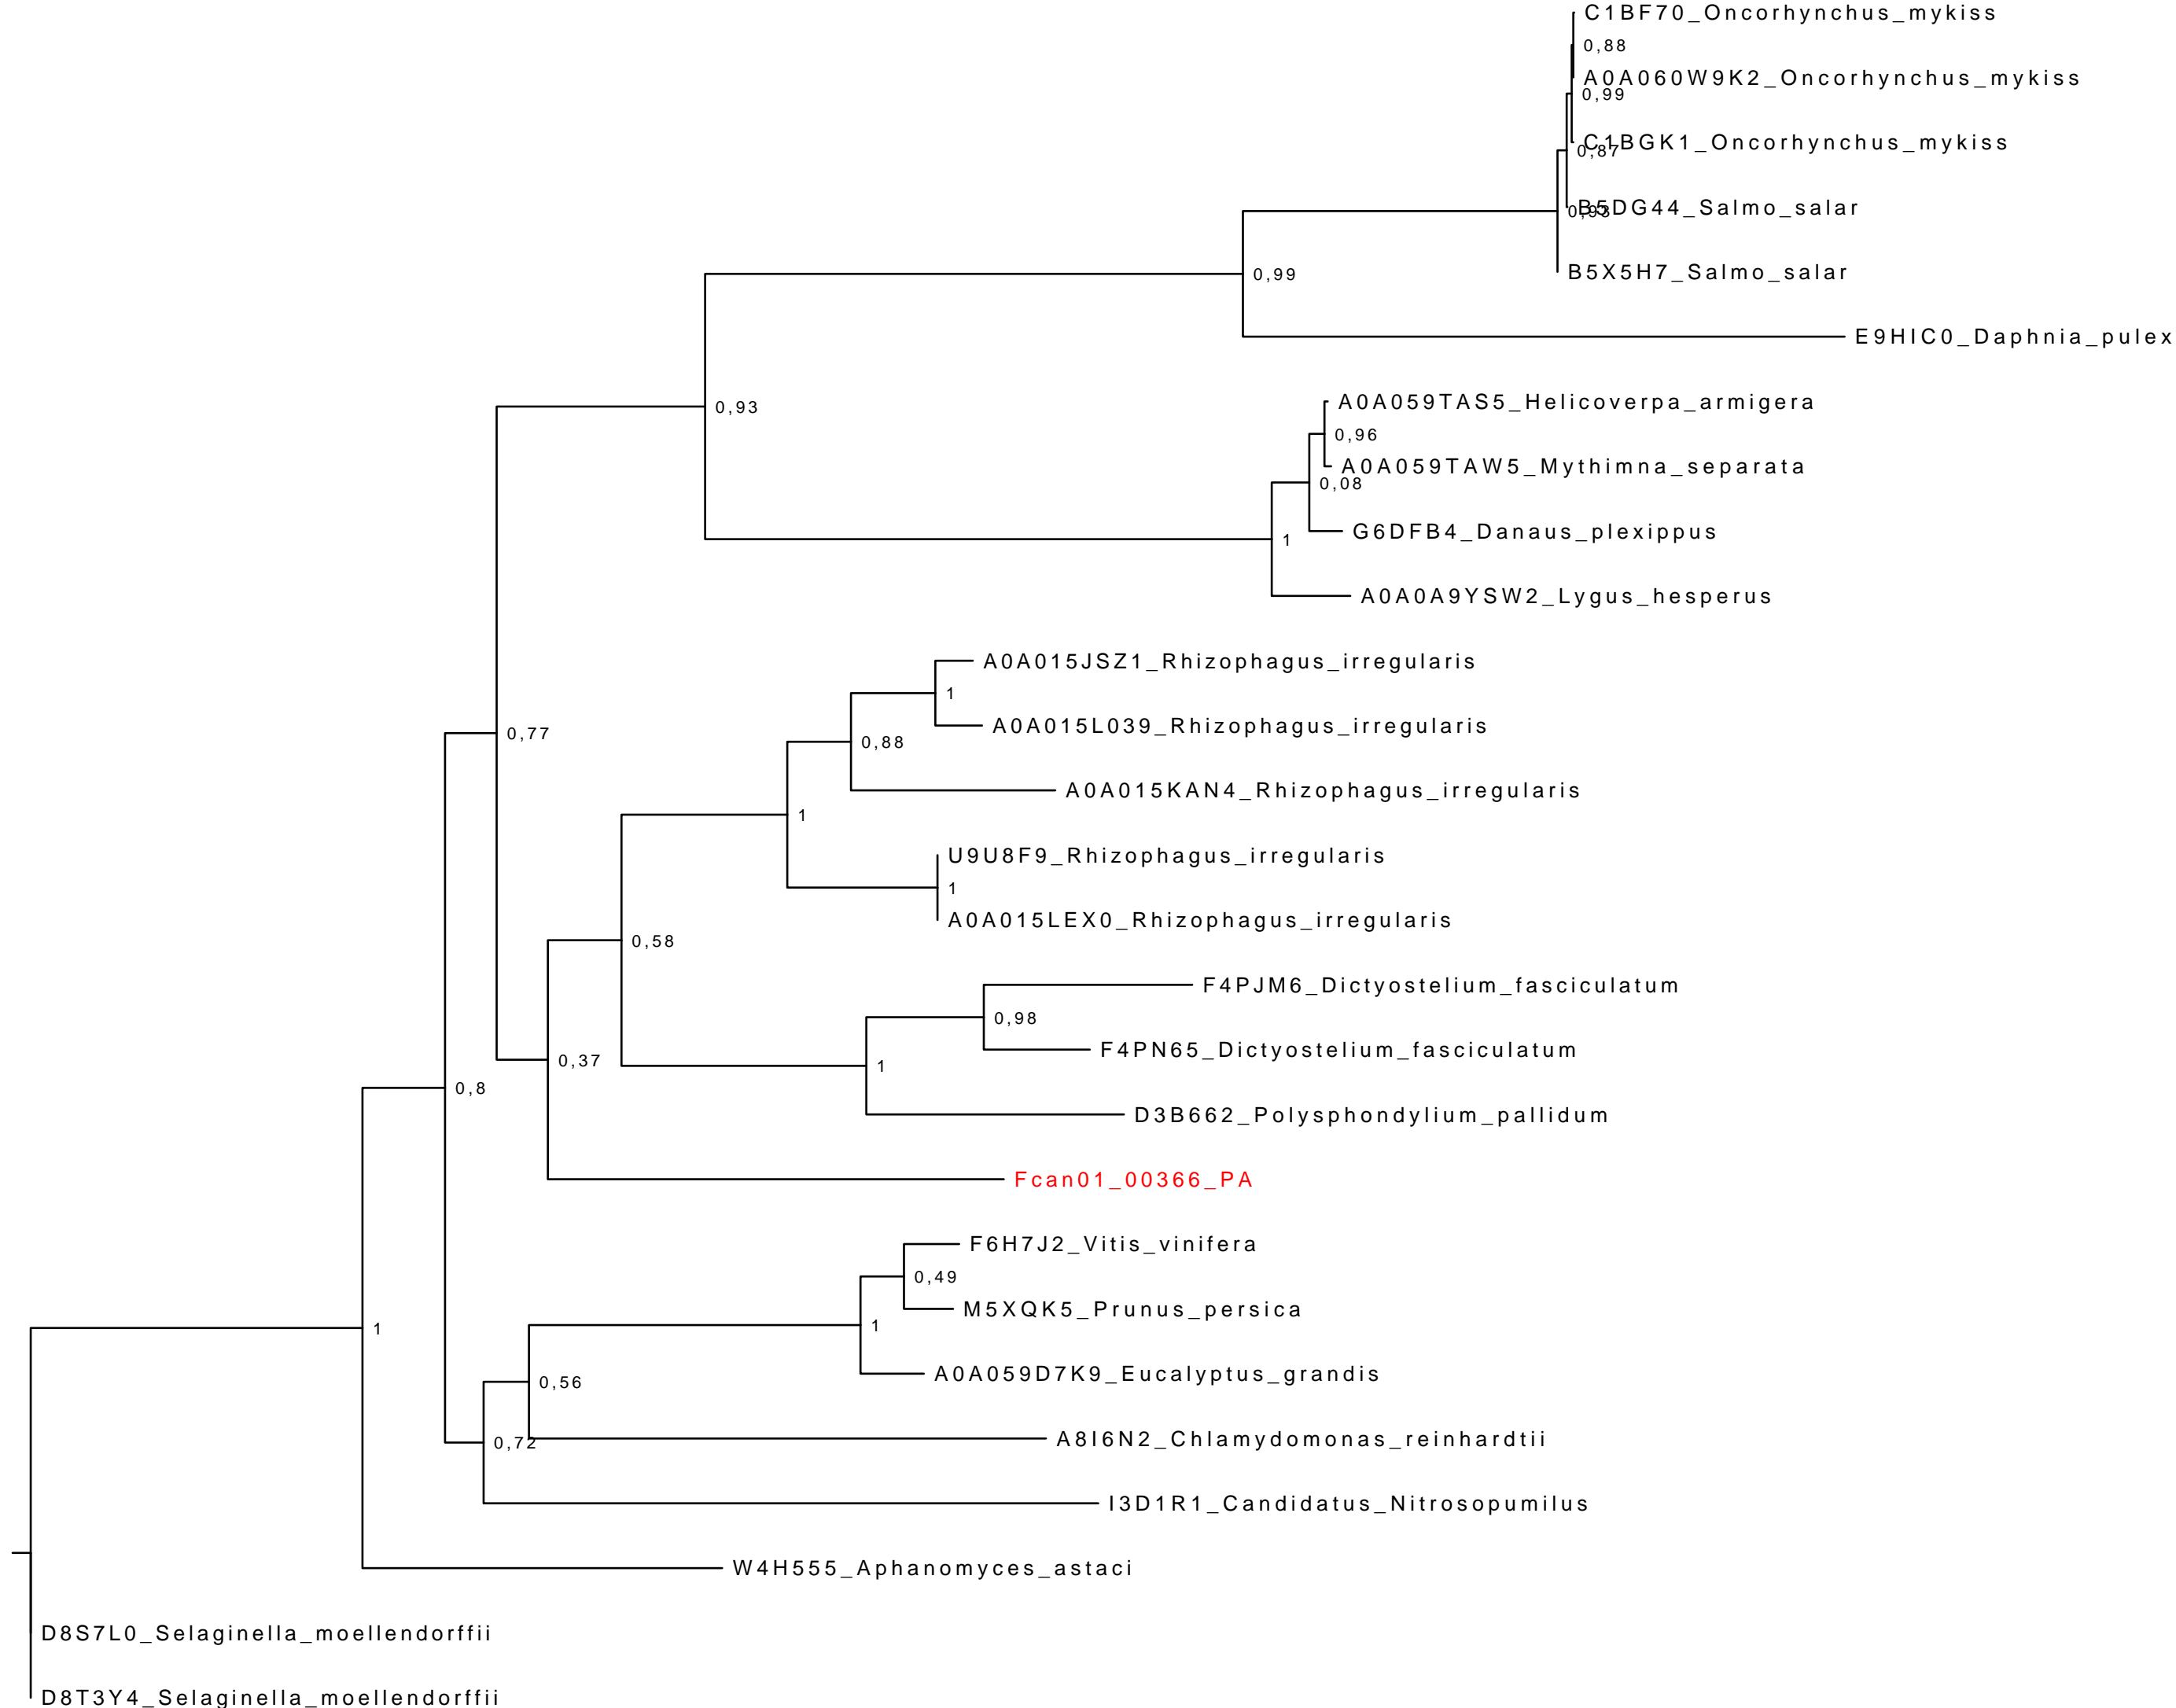 C1BF70_Oncorhynchus_mykiss
0,88
A0A060W9K2_Oncorhynchus_mykiss
0,99
C1BGK1_Oncorhynchus_mykiss
0,87
B5DG44_Salmo_salar
0,93
B5X5H7_Salmo_salar
0,99
E9HIC0_Daphnia_pulex
A0A059TAS5_Helicoverpa_armigera
0,93
0,96
A0A059TAW5_Mythimna_separata
0,08
G6DFB4_Danaus_plexippus
1
A0A0A9YSW2_Lygus_hesperus
A0A015JSZ1_Rhizophagus_irregularis
1
A0A015L039_Rhizophagus_irregularis
0,77
0,88
A0A015KAN4_Rhizophagus_irregularis
1
U9U8F9_Rhizophagus_irregularis
1
A0A015LEX0_Rhizophagus_irregularis
0,58
F4PJM6_Dictyostelium_fasciculatum
0,98
F4PN65_Dictyostelium_fasciculatum
0,37
1
0,8
D3B662_Polysphondylium_pallidum
Fcan01_00366_PA
F6H7J2_Vitis_vinifera
0,49
M5XQK5_Prunus_persica
1
1
A0A059D7K9_Eucalyptus_grandis
0,56
A8I6N2_Chlamydomonas_reinhardtii
0,72
I3D1R1_Candidatus_Nitrosopumilus
W4H555_Aphanomyces_astaci
D8S7L0_Selaginella_moellendorffii
D8T3Y4_Selaginella_moellendorffii